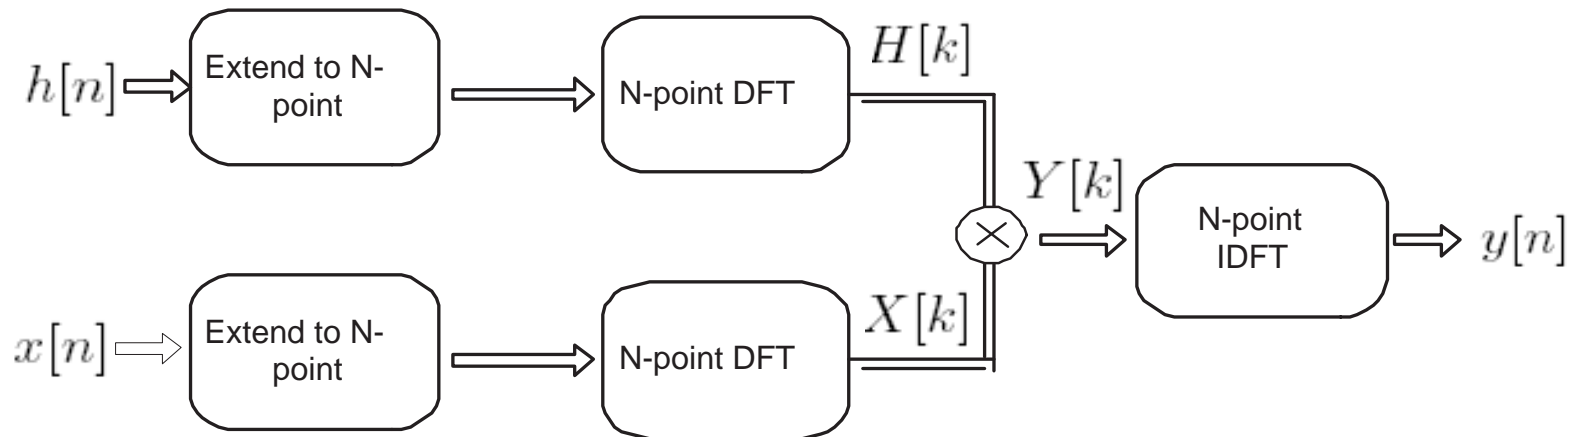 h[n]
Extend to N-
point
N-point DFT
H[k]
Y[k]
N-point
IDFT
y[n]
x[n]
Extend to N-
point
N-point DFT
X[k]